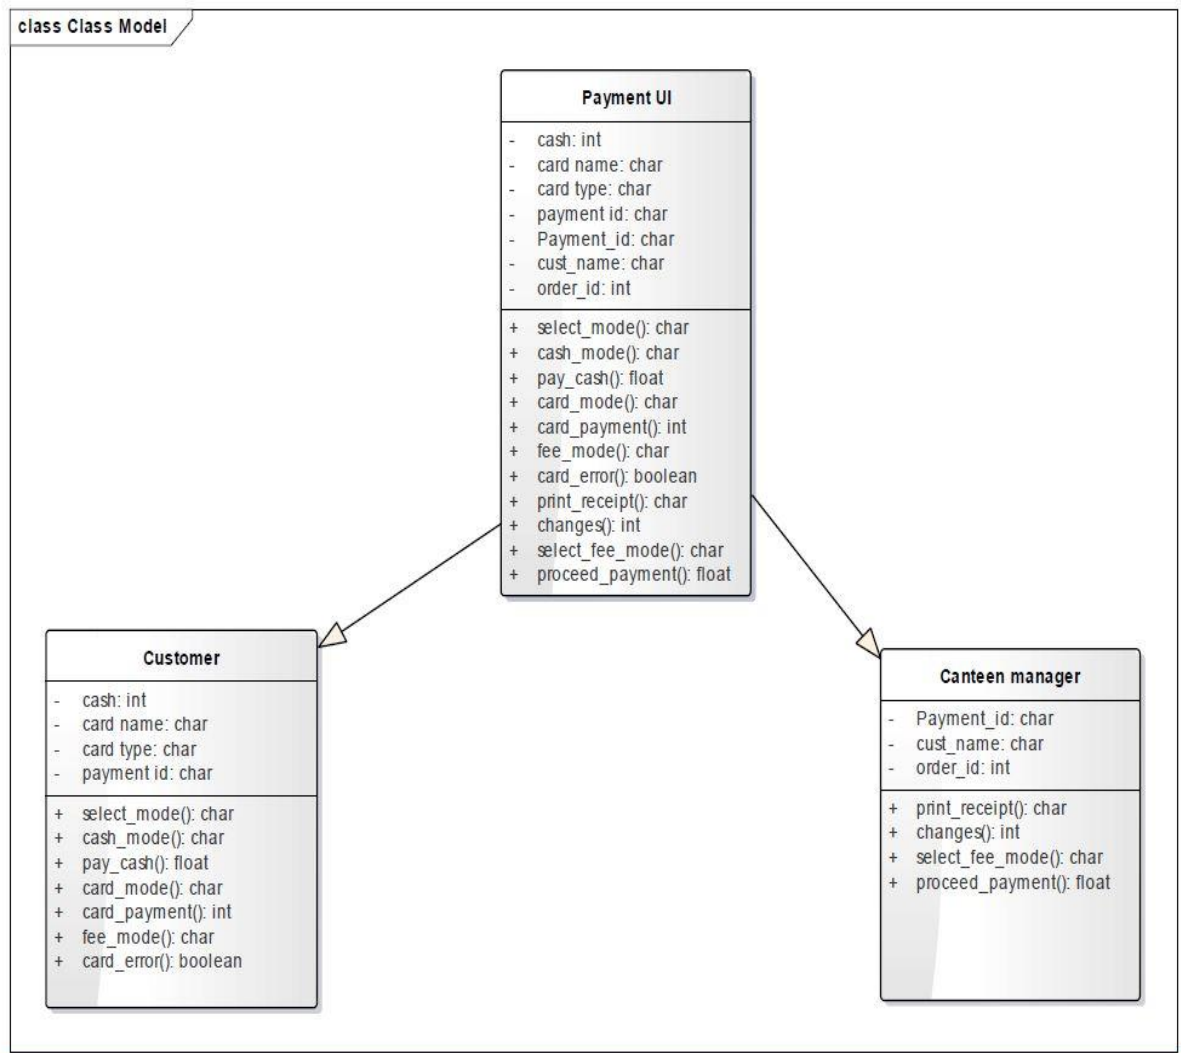 class Class Model
Payment UI
- cash: int
- card name: char
- card type: char
- payment id: char
- Payment_id: char
- cust_name: char
- order_id: int
+ select_mode(): char
+ cash_mode(): char
+ pay_cash(): float
+ card_mode(): char
+ card_payment(): int
+ fee_mode(): char
+ card_error(): boolean
+ print_receipt(): char
+ changes(): int
+ select_fee_mode(): char
+ proceed_payment(): float
Customer
- cash: int
- card name: char
- card type: char
- payment id: char
+ select_mode(): char
+ cash_mode(): char
+ pay_cash(): float
+ card_mode(): char
+ card_payment(): int
+ fee_mode(): char
+ card_error(): boolean
Canteen manager
- Payment_id: char
- cust_name: char
- order_id: int
+ print_receipt(): char
+ changes(): int
+ select_fee_mode(): char
+ proceed_payment(): float